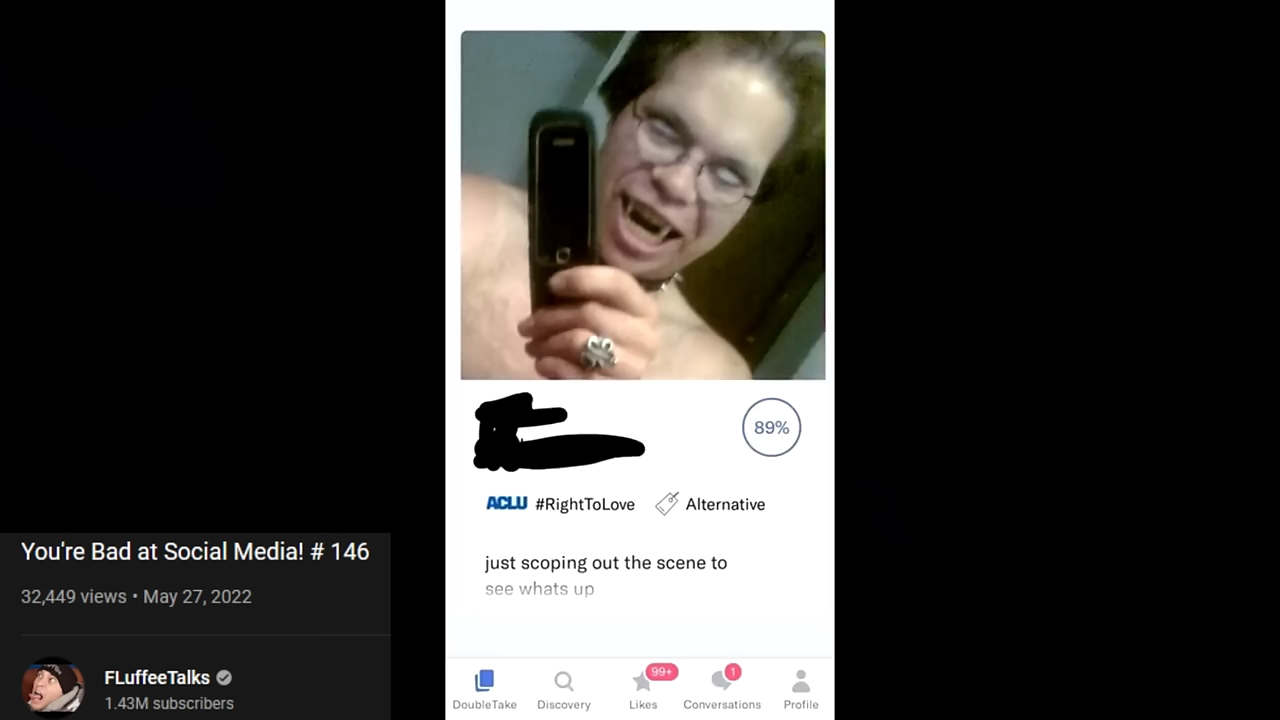 89%
ACLU #RightToLove Alternative
just scoping out the scene to
see whats up
99+
1
DoubleTake Discovery Likes Conversations Profile
You're Bad at Social Media! # 146
32,449 views • May 27, 2022
FLuffeeTalks
1.43M subscribers